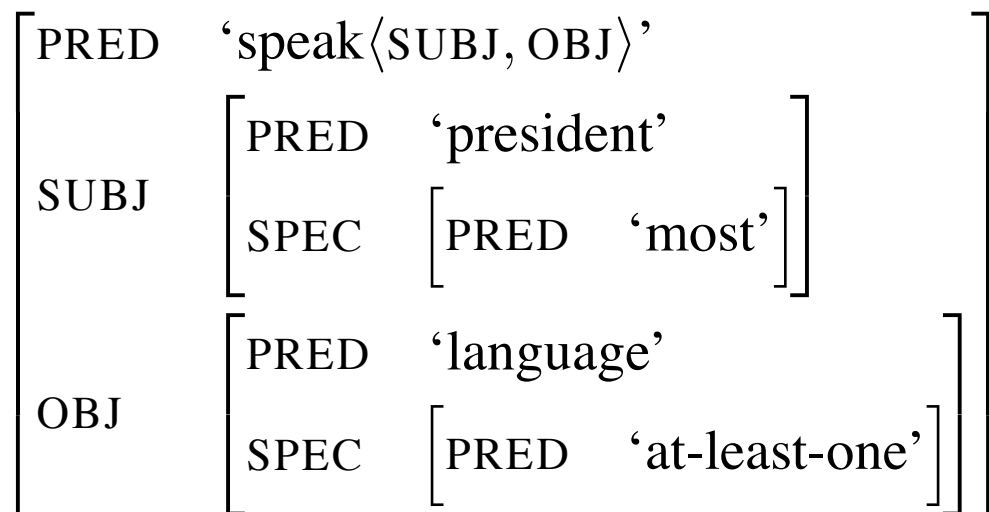 PRED ‘speak⟨SUBJ, OBJ⟩’
PRED ‘president’
SUBJ
SPEC [PRED ‘most’]
PRED ‘language’
OBJ
SPEC [PRED ‘at-least-one’]